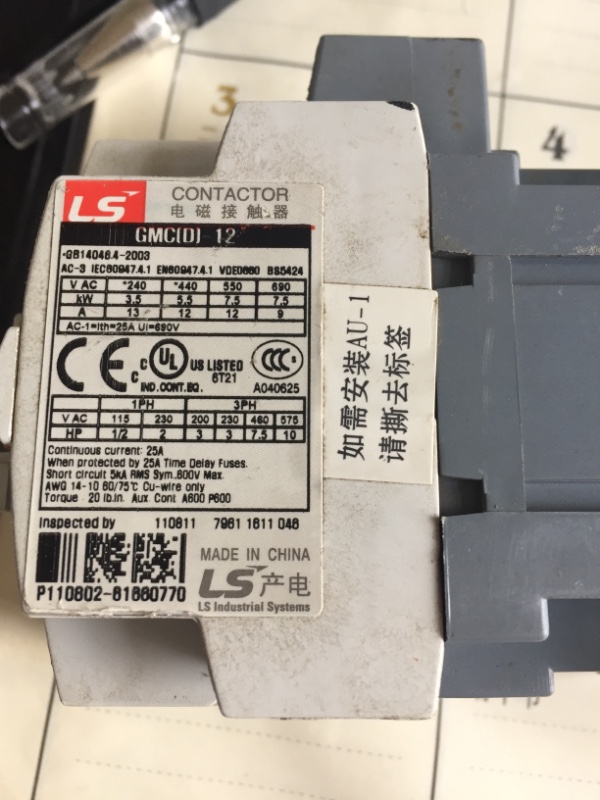 3
4
LS
CONTACTOR
电磁接触器
GMC(D)-12
-GB14046.4-2003
AC-3 IEC60947.4.1 EN60947.4.1 VDE0660 BS5424
V AC *240 *440 550 690
kW 3.5 5.5 7.5 7.5
A 13 12 12 9
AC-1=Ith=25A Ui=690V
CE c UL US LISTED CCC
6T21
IND.CONT.EQ. A040625
1PH 3PH
V AC 115 230 200 230 460 575
HP 1/2 2 3 3 7.5 10
Continuous current: 25A
When protected by 25A Time Delay Fuses.
Short circuit 5kA RMS Sym.600V Max.
AWG 14-10 60/75℃ Cu-wire only
Torque : 20 lb.in. Aux. Cont A600 P600
Inspected by 110811 7961 1611 046
MADE IN CHINA
LS产电
LS Industrial Systems
P110802-81660770
如需安装AU-1
请撕去标签